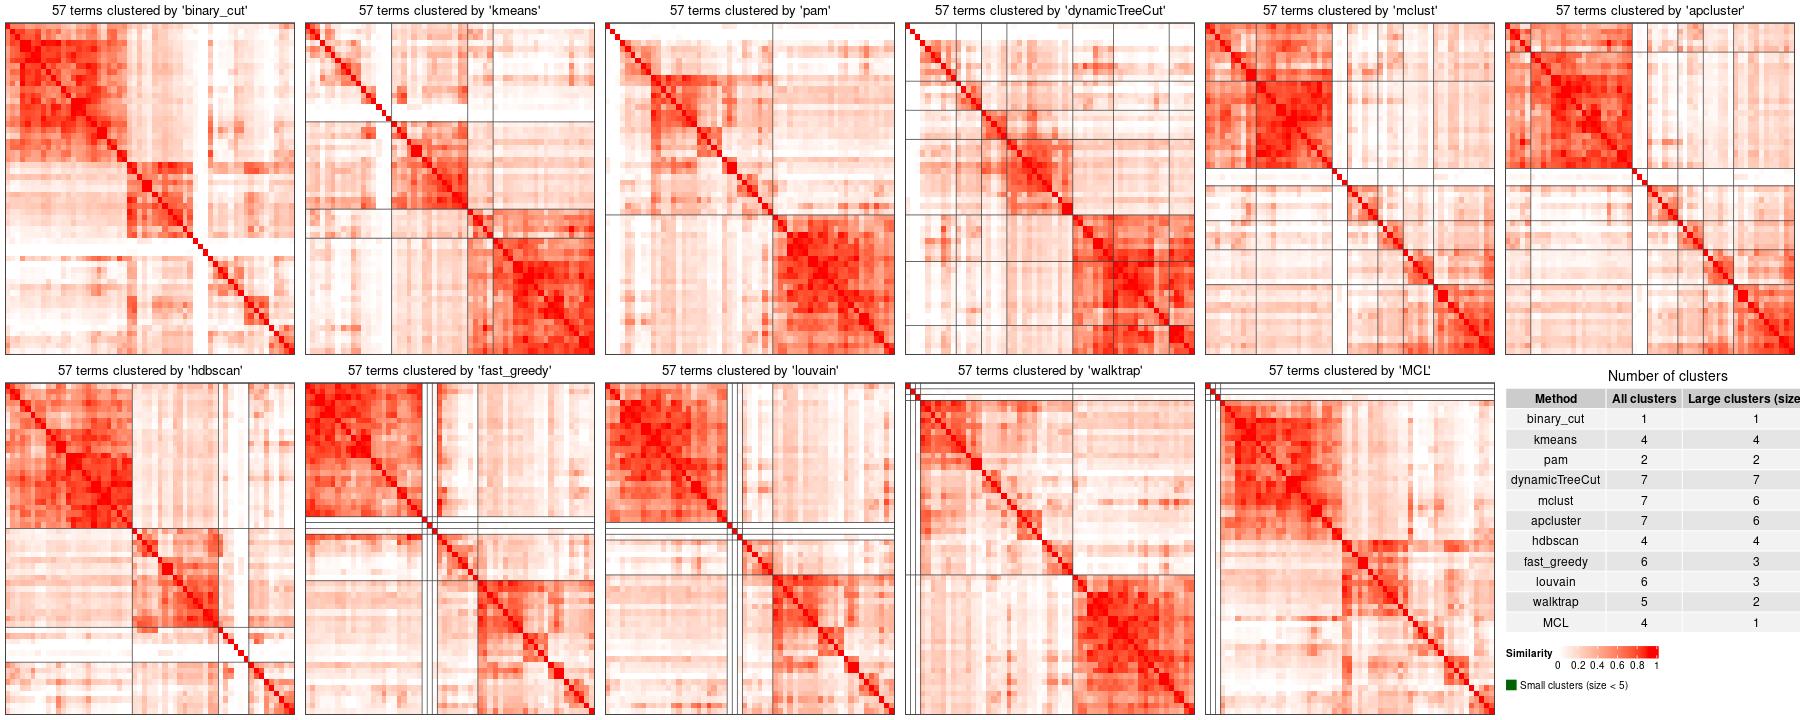 57 terms clustered by 'binary_cut'
57 terms clustered by 'kmeans'
57 terms clustered by 'pam'
57 terms clustered by 'dynamicTreeCut'
57 terms clustered by 'mclust'
57 terms clustered by 'apcluster'
57 terms clustered by 'hdbscan'
57 terms clustered by 'fast_greedy'
57 terms clustered by 'louvain'
57 terms clustered by 'walktrap'
57 terms clustered by 'MCL'
Number of clusters
Method All clusters Large clusters (size
binary_cut 1 1
kmeans 4 4
pam 2 2
dynamicTreeCut 7 7
mclust 7 6
apcluster 7 6
hdbscan 4 4
fast_greedy 6 3
louvain 6 3
walktrap 5 2
MCL 4 1
Similarity
0 0.2 0.4 0.6 0.8 1
Small clusters (size < 5)